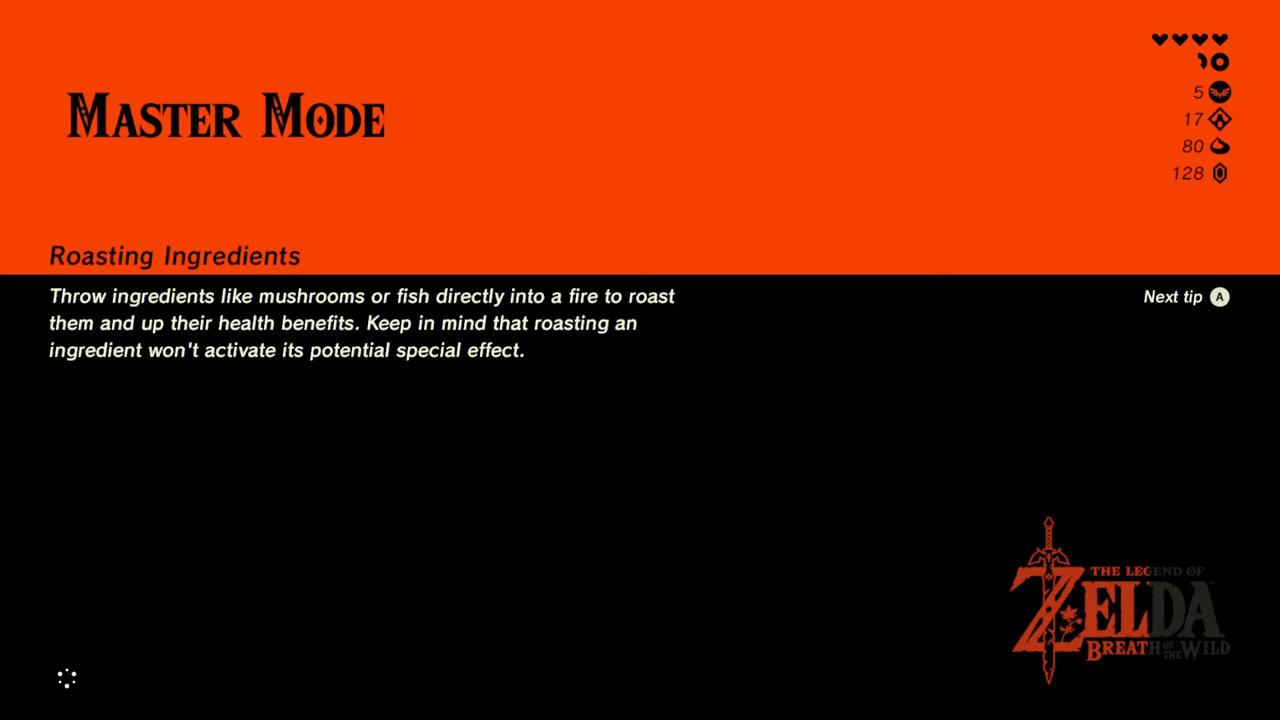 MASTER MODE
5
17
80
128
Roasting Ingredients
Throw ingredients like mushrooms or fish directly into a fire to roast
them and up their health benefits. Keep in mind that roasting an
ingredient won't activate its potential special effect.
Next tip A
THE LEGEND OF
ZELDA
BREATH OF THE WILD